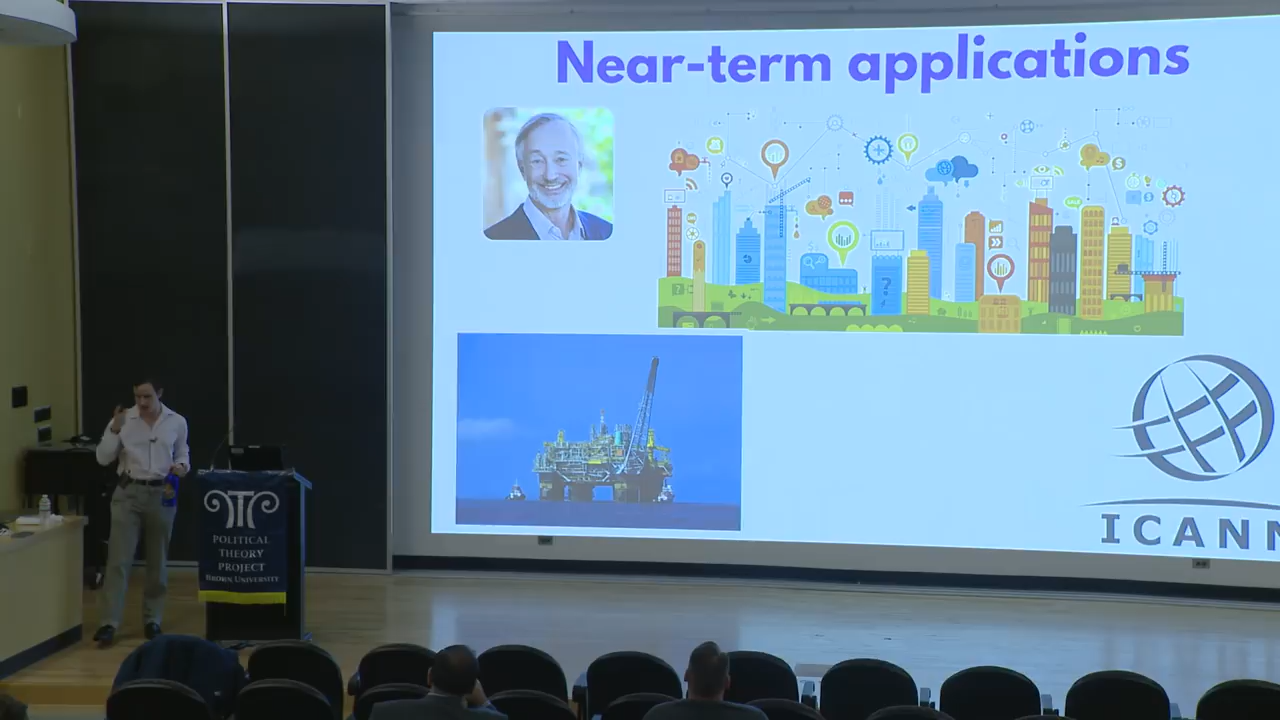 Near-term applications
ICANN
POLITICAL
THEORY
PROJECT
BROWN UNIVERSITY